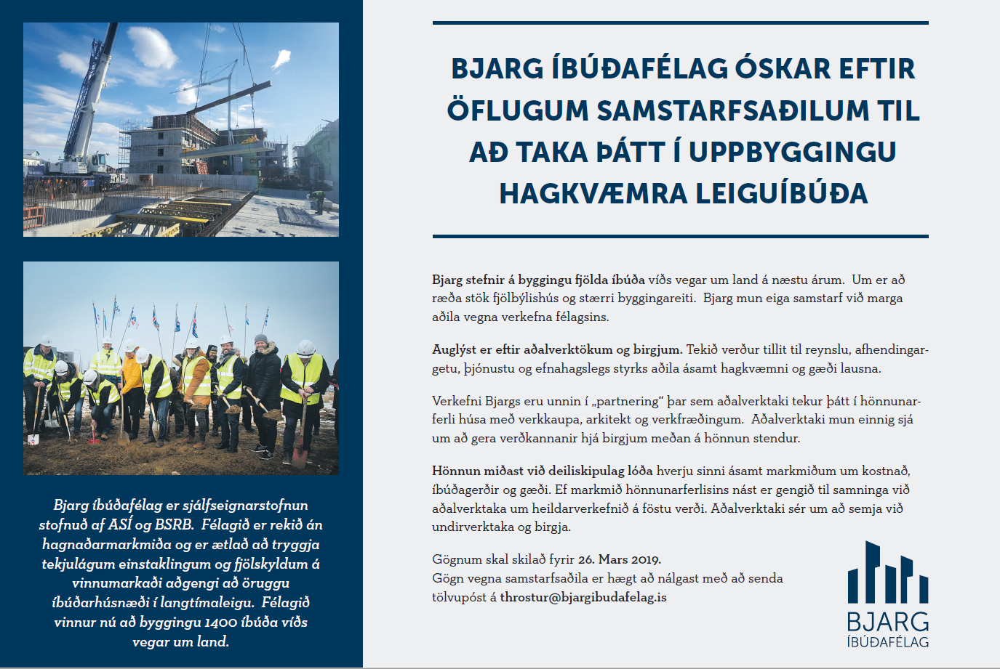 BJARG ÍBÚÐAFÉLAG ÓSKAR EFTIR
ÖFLUGUM SAMSTARFSAÐILUM TIL
AÐ TAKA ÞÁTT Í UPPBYGGINGU
HAGKVÆMRA LEIGUÍBÚÐA
Bjarg stefnir á byggingu fjölda íbúða víðs vegar um land á næstu árum.  Um er að
ræða stök fjölbýlishús og stærri byggingareiti.  Bjarg mun eiga samstarf við marga
aðila vegna verkefna félagsins.
Auglýst er eftir aðalverktökum og birgjum. Tekið verður tillit til reynslu, afhendingar-
getu, þjónustu og efnahagslegs styrks aðila ásamt hagkvæmni og gæði lausna.
Verkefni Bjargs eru unnin í „partnering“ þar sem aðalverktaki tekur þátt í hönnunar-
ferli húsa með verkkaupa, arkitekt og verkfræðingum.  Aðalverktaki mun einnig sjá
um að gera verðkannanir hjá birgjum meðan á hönnun stendur.
Hönnun miðast við deiliskipulag lóða hverju sinni ásamt markmiðum um kostnað,
íbúðagerðir og gæði. Ef markmið hönnunarferlisins nást er gengið til samninga við
aðalverktaka um heildarverkefnið á föstu verði. Aðalverktaki sér um að semja við
undirverktaka og birgja.
Gögnum skal skilað fyrir 26. Mars 2019.
Gögn vegna samstarfsaðila er hægt að nálgast með að senda
tölvupóst á throstur@bjargibudafelag.is
BJARG
ÍBÚÐAFÉLAG
Bjarg íbúðafélag er sjálfseignarstofnun
stofnuð af ASÍ og BSRB.  Félagið er rekið án
hagnaðarmarkmiða og er ætlað að tryggja
tekjulágum einstaklingum og fjölskyldum á
vinnumarkaði aðgengi að öruggu
íbúðarhúsnæði í langtímaleigu.  Félagið
vinnur nú að byggingu 1400 íbúða víðs
vegar um land.